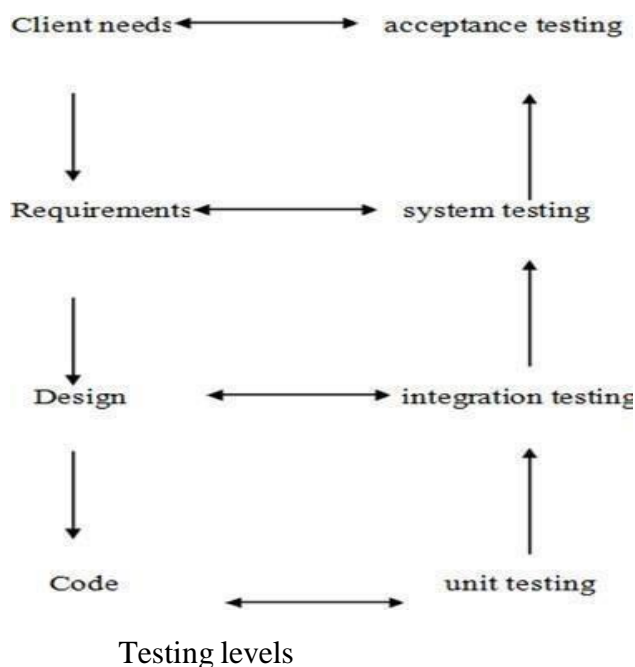 Client needs acceptance testing
Requirements system testing
Design integration testing
Code unit testing
Testing levels